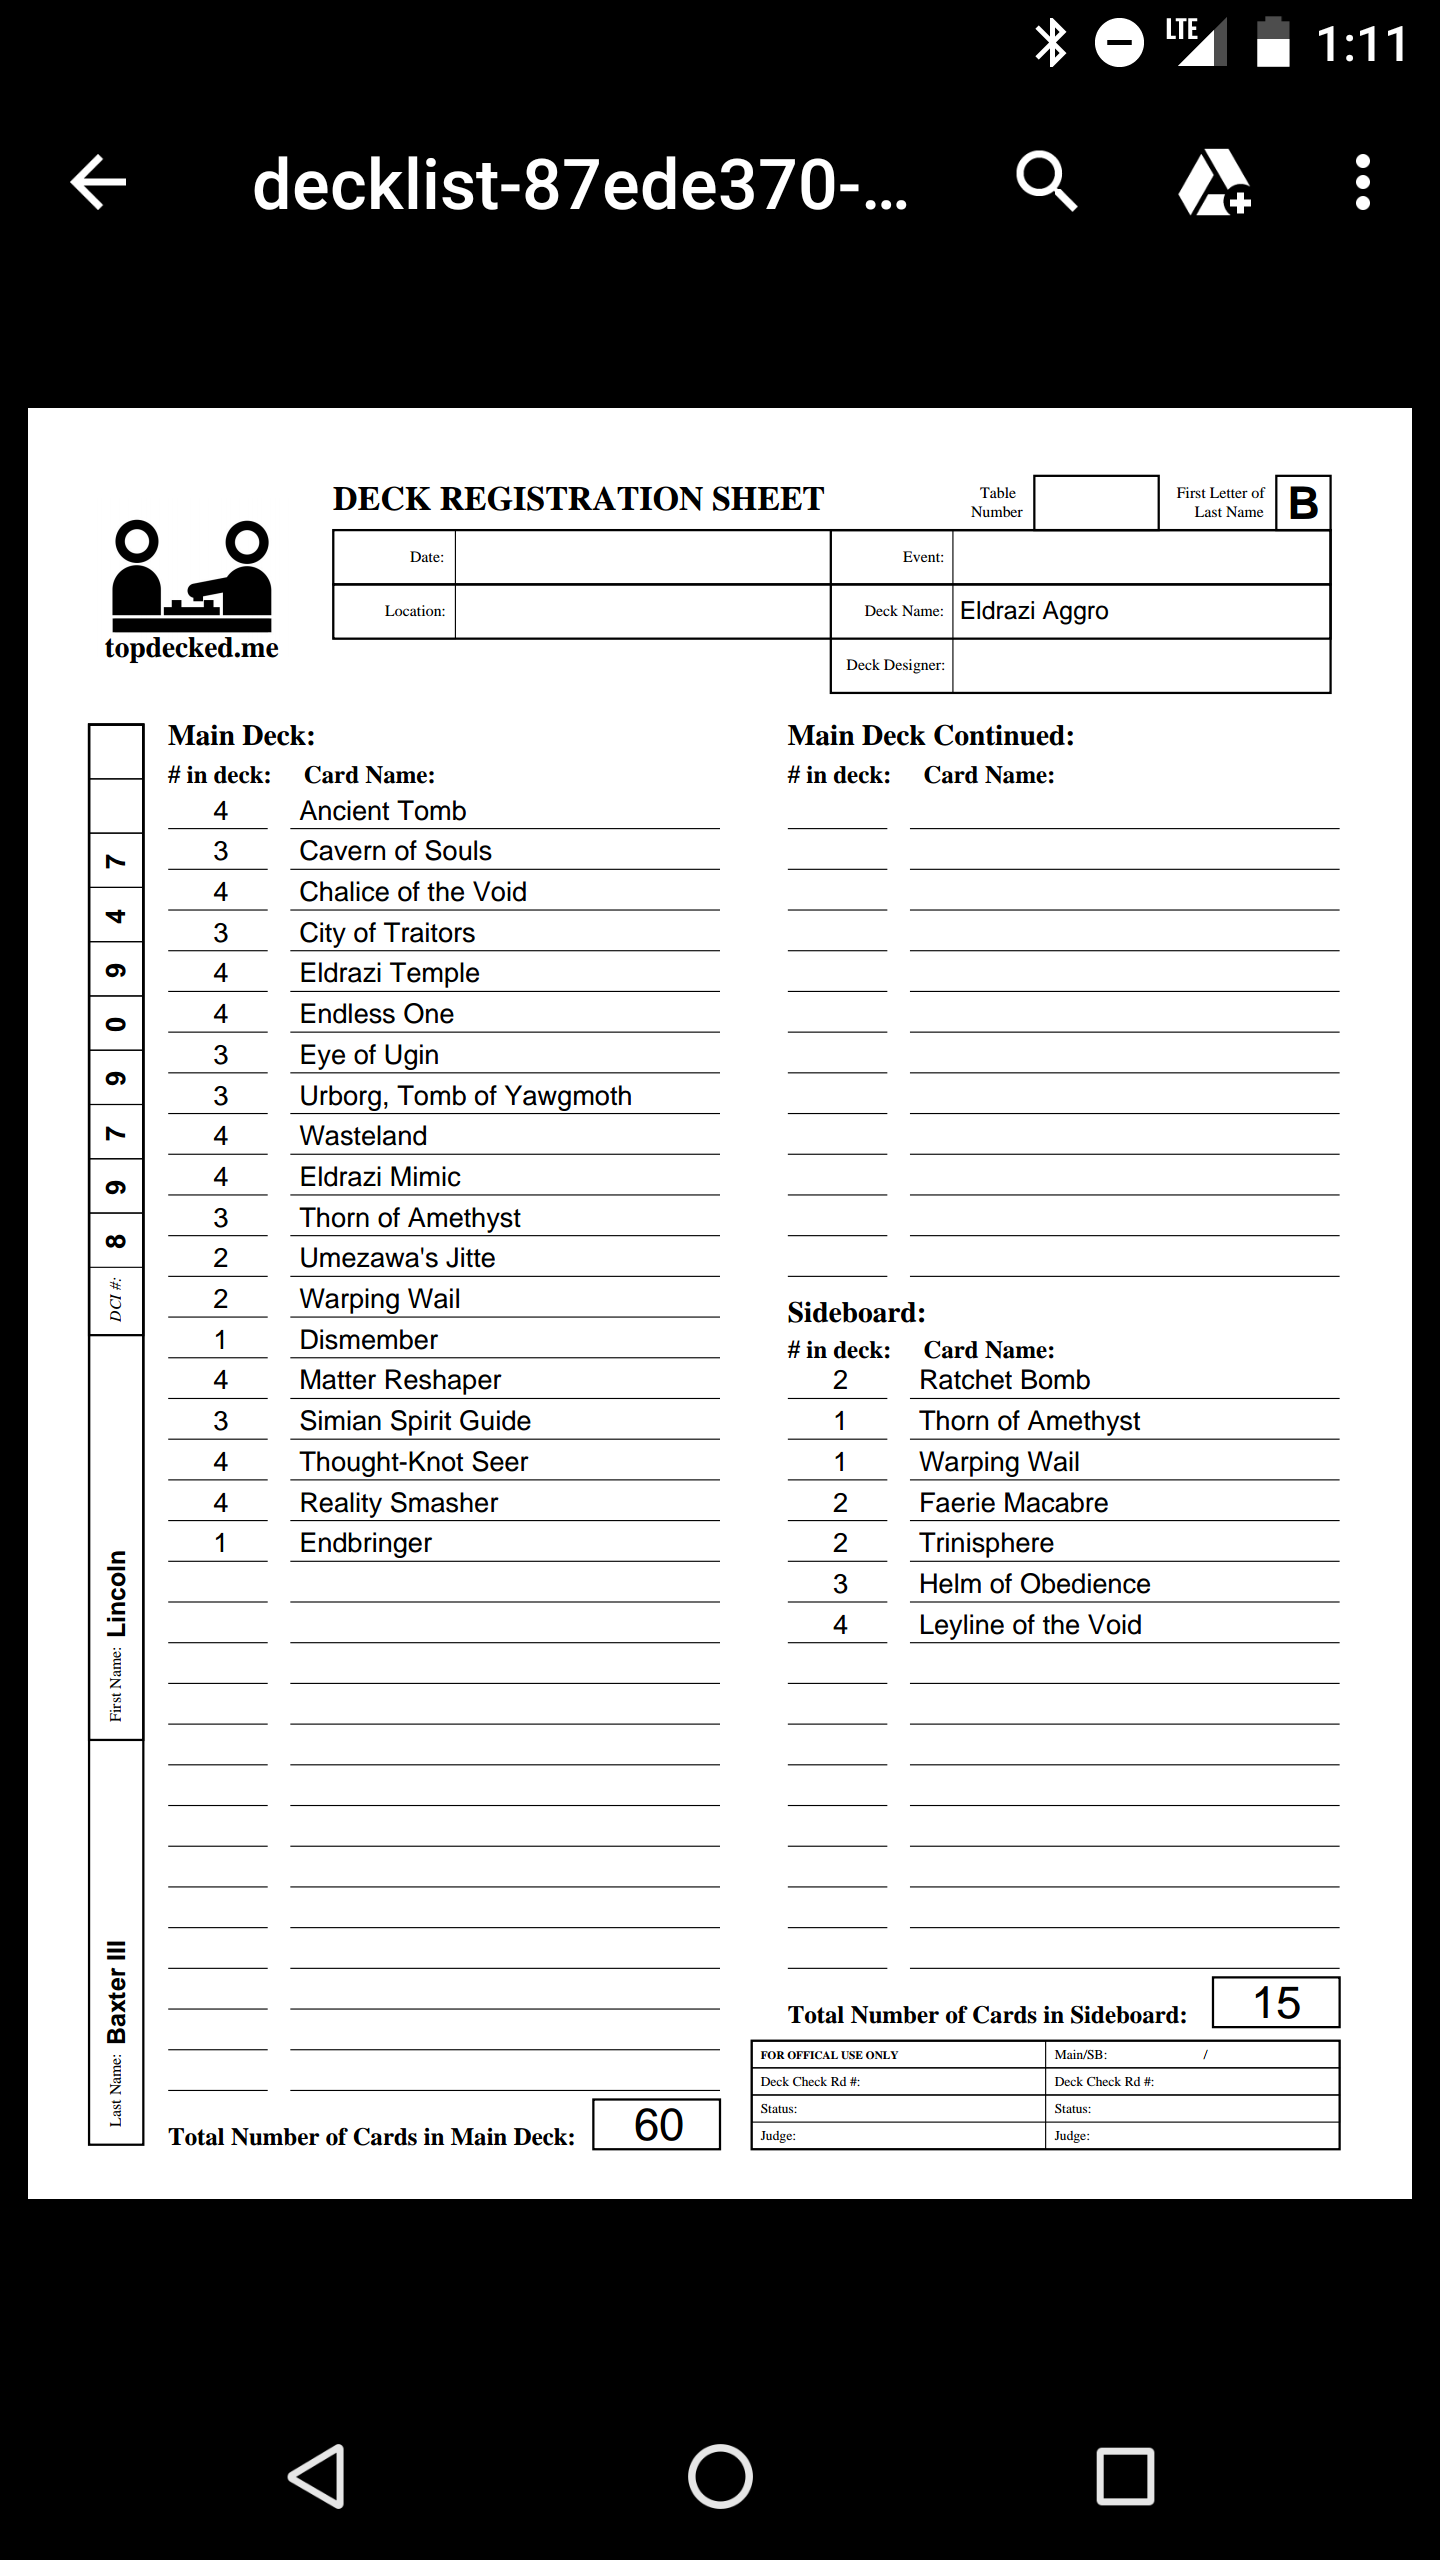 LTE 1:11
decklist-87ede370-...
DECK REGISTRATION SHEET
Table Number
First Letter of Last Name
B
topdecked.me
Date:
Event:
Location:
Deck Name: Eldrazi Aggro
Deck Designer:
Main Deck:
# in deck: Card Name:
4 Ancient Tomb
3 Cavern of Souls
4 Chalice of the Void
3 City of Traitors
4 Eldrazi Temple
4 Endless One
3 Eye of Ugin
3 Urborg, Tomb of Yawgmoth
4 Wasteland
4 Eldrazi Mimic
3 Thorn of Amethyst
2 Umezawa's Jitte
2 Warping Wail
1 Dismember
4 Matter Reshaper
3 Simian Spirit Guide
4 Thought-Knot Seer
4 Reality Smasher
1 Endbringer
Total Number of Cards in Main Deck: 60
Main Deck Continued:
# in deck: Card Name:
Sideboard:
# in deck: Card Name:
2 Ratchet Bomb
1 Thorn of Amethyst
1 Warping Wail
2 Faerie Macabre
2 Trinisphere
3 Helm of Obedience
4 Leyline of the Void
Total Number of Cards in Sideboard: 15
FOR OFFICAL USE ONLY
Main/SB: /
Deck Check Rd #:
Deck Check Rd #:
Status:
Status:
Judge:
Judge:
Last Name: Baxter III
First Name: Lincoln
DCI #: 8 9 7 9 0 9 4 7